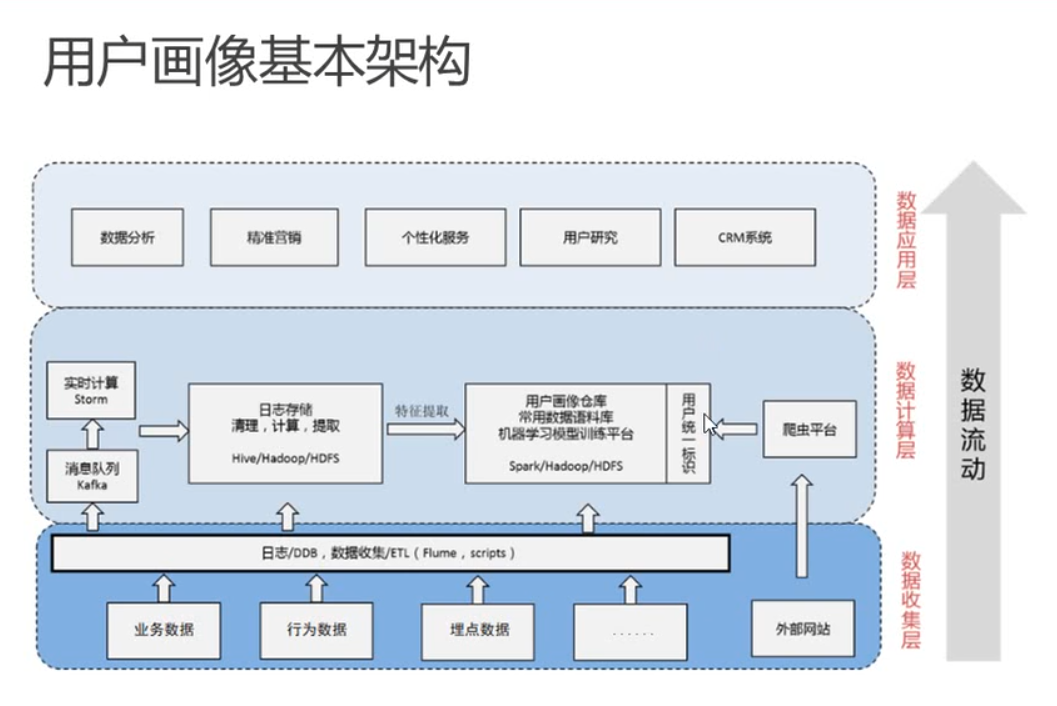 用户画像基本架构
数据分析
精准营销
个性化服务
用户研究
CRM系统
数据应用层
实时计算
Storm
消息队列
Kafka
日志存储
清理，计算，提取
Hive/Hadoop/HDFS
特征提取
用户画像仓库
常用数据语料库
机器学习模型训练平台
Spark/Hadoop/HDFS
用户统一标识
爬虫平台
数据计算层
数据流动
日志/DDB，数据收集/ETL（Flume，scripts）
业务数据
行为数据
埋点数据
······
外部网站
数据收集层